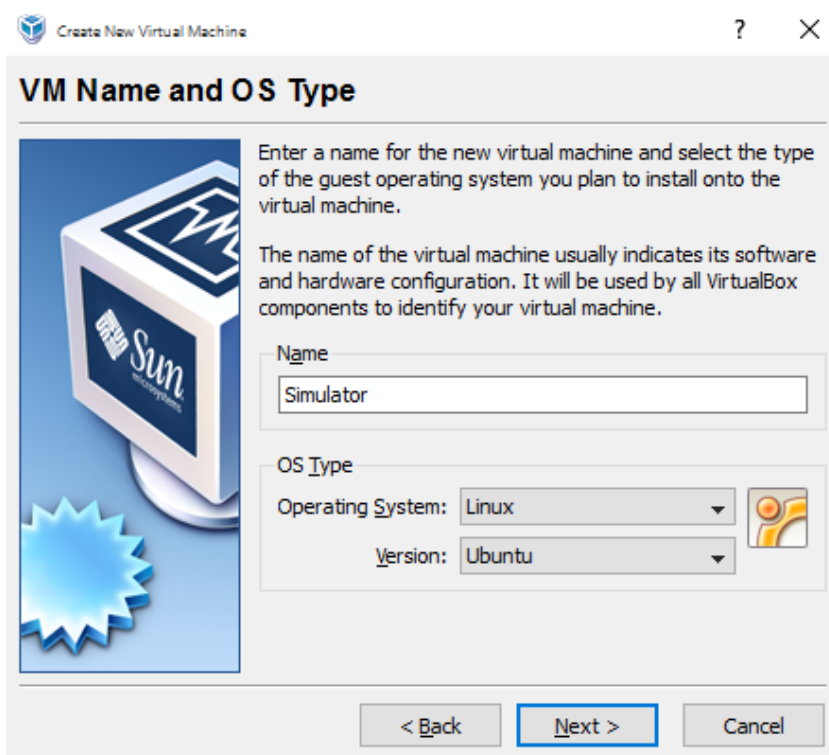 Create New Virtual Machine
?
VM Name and OS Type
Enter a name for the new virtual machine and select the type
of the guest operating system you plan to install onto the
virtual machine.
The name of the virtual machine usually indicates its software
and hardware configuration. It will be used by all VirtualBox
components to identify your virtual machine.
Sun
microsystems
Name
Simulator
OS Type
Operating System: Linux
Version: Ubuntu
< Back Next > Cancel